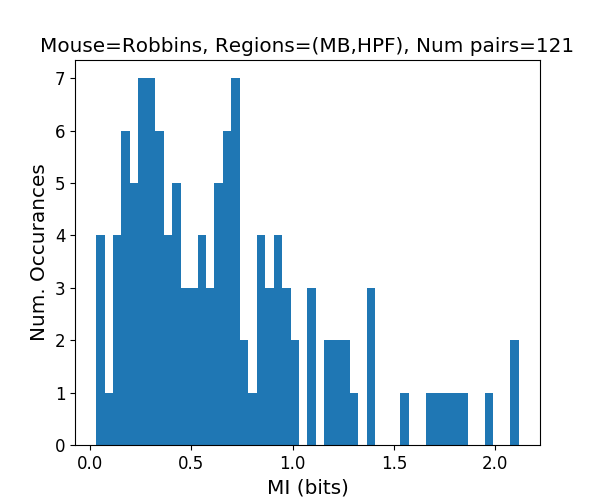 Mouse=Robbins, Regions=(MB,HPF), Num pairs=121
7
6
5
4
3
2
1
0
Num. Occurances
0.0 0.5 1.0 1.5 2.0
MI (bits)